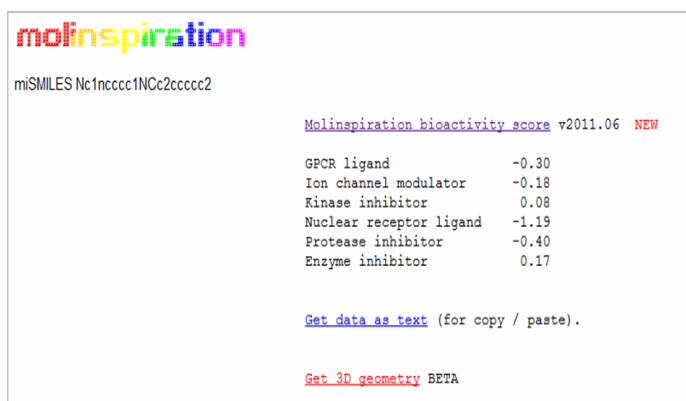 molinspiration
miSMILES Nc1ncccc1NCc2ccccc2
Molinspiration bioactivity score v2011.06 NEW
GPCR ligand -0.30
Ion channel modulator -0.18
Kinase inhibitor 0.08
Nuclear receptor ligand -1.19
Protease inhibitor -0.40
Enzyme inhibitor 0.17
Get data as text (for copy / paste).
Get 3D geometry BETA